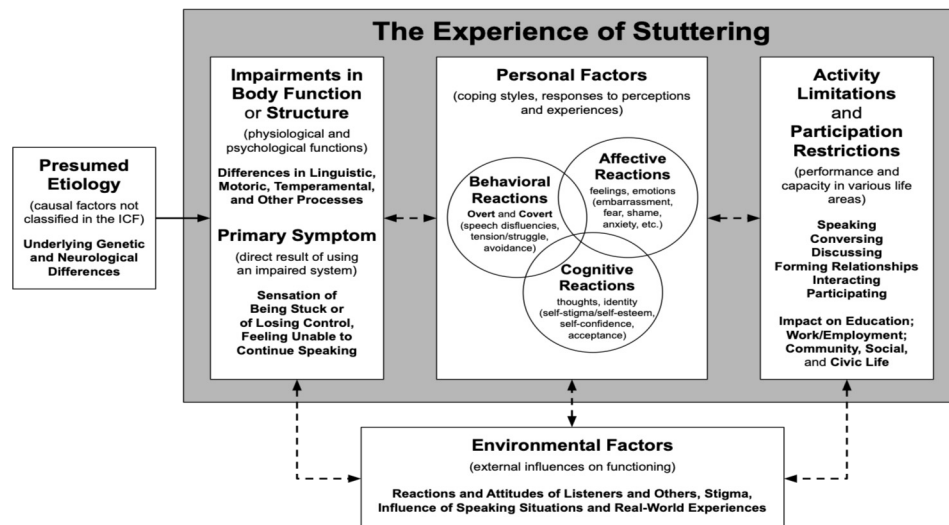 The Experience of Stuttering
Presumed
Etiology
(causal factors not
classified in the ICF)
Underlying Genetic
and Neurological
Differences
Impairments in
Body Function
or Structure
(physiological and
psychological functions)
Differences in Linguistic,
Motoric, Temperamental,
and Other Processes
Primary Symptom
(direct result of using
an impaired system)
Sensation of
Being Stuck or
of Losing Control,
Feeling Unable to
Continue Speaking
Personal Factors
(coping styles, responses to perceptions
and experiences)
Behavioral
Reactions
Overt and Covert
(speech disfluencies,
tension/struggle,
avoidance)
Affective
Reactions
feelings, emotions
(embarrassment,
fear, shame,
anxiety, etc.)
Cognitive
Reactions
thoughts, identity
(self-stigma/self-esteem,
self-confidence,
acceptance)
Activity
Limitations
and
Participation
Restrictions
(performance and
capacity in various life
areas)
Speaking
Conversing
Discussing
Forming Relationships
Interacting
Participating
Impact on Education;
Work/Employment;
Community, Social,
and Civic Life
Environmental Factors
(external influences on functioning)
Reactions and Attitudes of Listeners and Others, Stigma,
Influence of Speaking Situations and Real-World Experiences